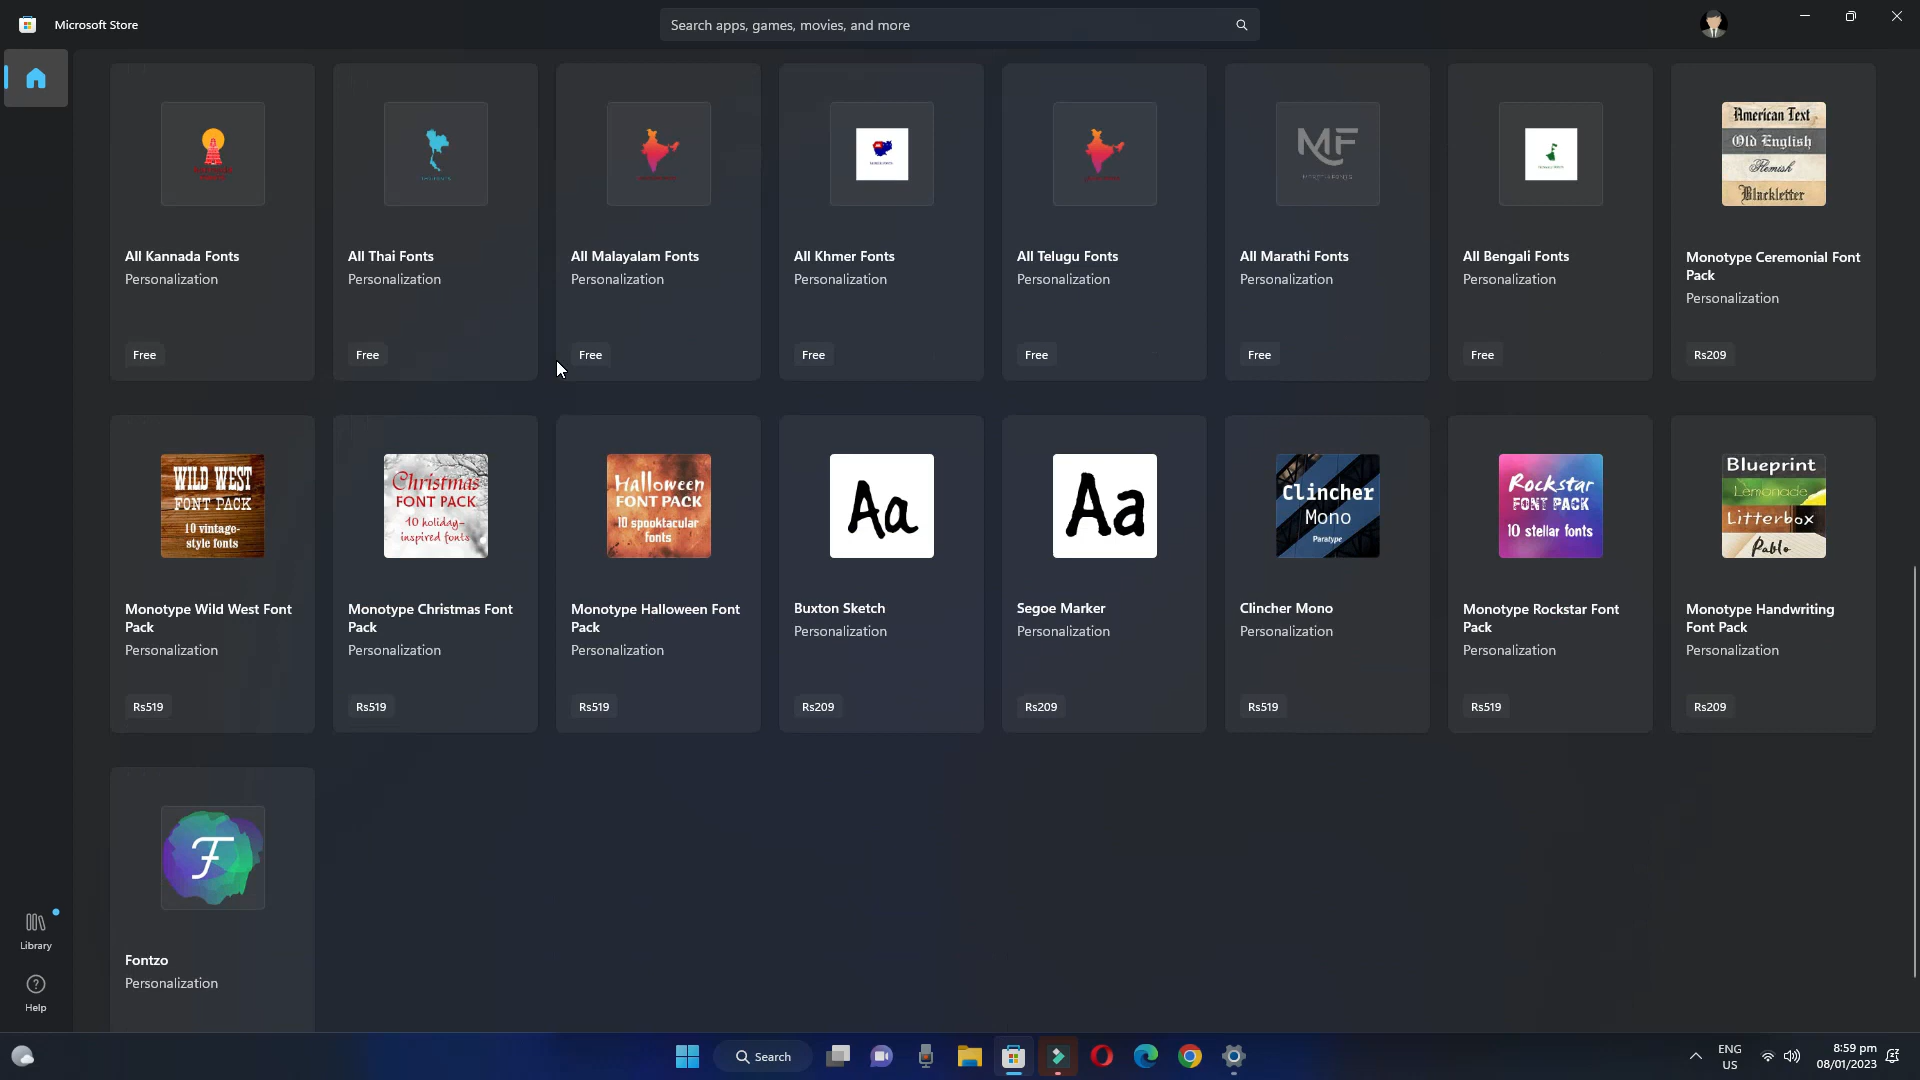 Microsoft Store
Search apps, games, movies, and more
MF
American Text
Old English
Flemish
Blackletter
All Kannada Fonts
Personalization
Free
All Thai Fonts
Personalization
Free
All Malayalam Fonts
Personalization
Free
All Khmer Fonts
Personalization
Free
All Telugu Fonts
Personalization
Free
All Marathi Fonts
Personalization
Free
All Bengali Fonts
Personalization
Free
Monotype Ceremonial Font
Pack
Personalization
Rs209
WILD WEST
FONT PACK
10 vintage-
style fonts
Monotype Wild West Font
Pack
Personalization
Rs519
Christmas
FONT PACK
10 holiday-
inspired fonts
Monotype Christmas Font
Pack
Personalization
Rs519
Halloween
FONT PACK
10 spooktacular
fonts
Monotype Halloween Font
Pack
Personalization
Rs519
Aa
Buxton Sketch
Personalization
Rs209
Aa
Segoe Marker
Personalization
Rs209
Clincher
Mono
Paratype
Clincher Mono
Personalization
Rs519
Rockstar
FONT PACK
10 stellar fonts
Monotype Rockstar Font
Pack
Personalization
Rs519
Blueprint
Lemonade
Litterbox
Pablo
Monotype Handwriting
Font Pack
Personalization
Rs209
F
Fontzo
Personalization
Library
Help
Search
ENG
US
8:59 pm
08/01/2023